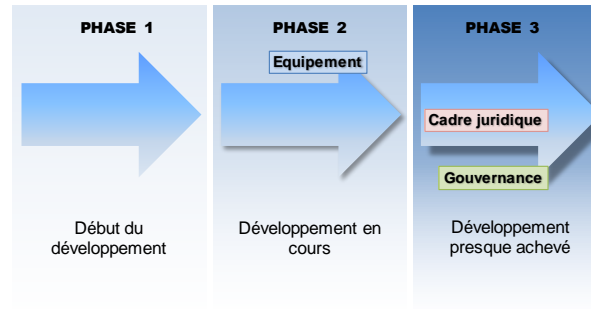 PHASE 1
Début du
développement
PHASE 2
Equipement
Développement en
cours
PHASE 3
Cadre juridique
Gouvernance
Développement
presque achevé